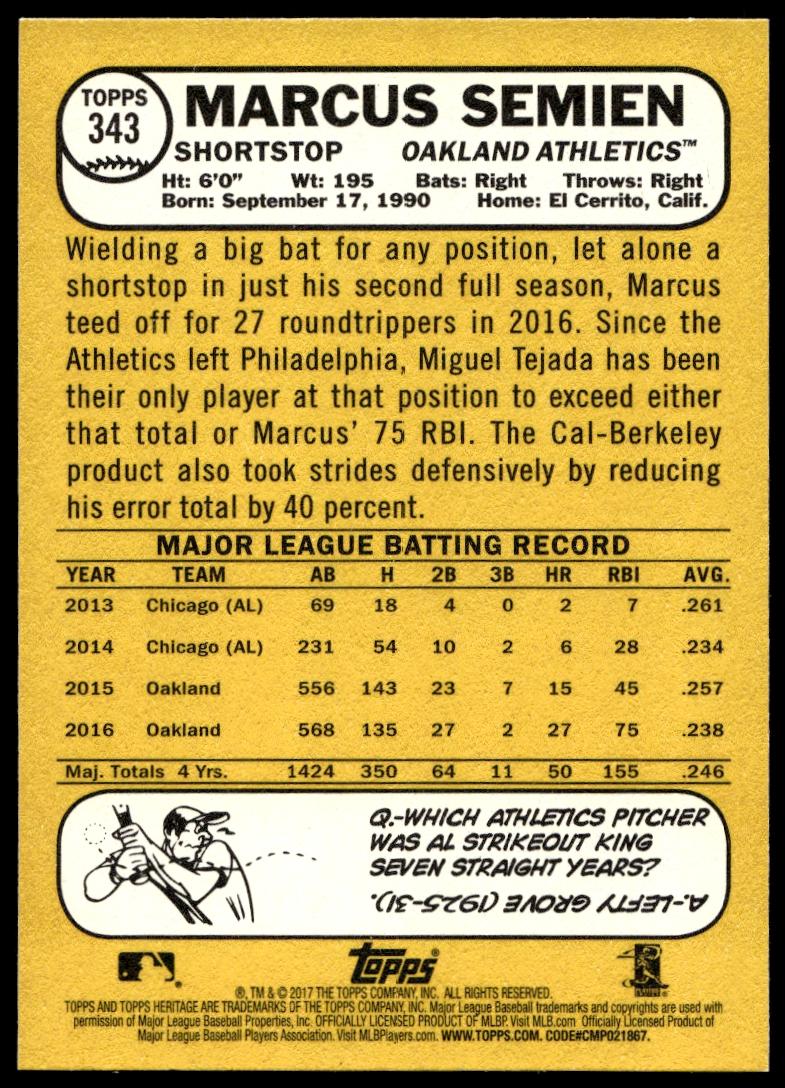 TOPPS
343
MARCUS SEMIEN
SHORTSTOP OAKLAND ATHLETICS™
Ht: 6'0" Wt: 195 Bats: Right Throws: Right
Born: September 17, 1990 Home: El Cerrito, Calif.
Wielding a big bat for any position, let alone a
shortstop in just his second full season, Marcus
teed off for 27 roundtrippers in 2016. Since the
Athletics left Philadelphia, Miguel Tejada has been
their only player at that position to exceed either
that total or Marcus' 75 RBI. The Cal-Berkeley
product also took strides defensively by reducing
his error total by 40 percent.
MAJOR LEAGUE BATTING RECORD
YEAR TEAM AB H 2B 3B HR RBI AVG.
2013 Chicago (AL) 69 18 4 0 2 7 .261
2014 Chicago (AL) 231 54 10 2 6 28 .234
2015 Oakland 556 143 23 7 15 45 .257
2016 Oakland 568 135 27 2 27 75 .238
Maj. Totals 4 Yrs. 1424 350 64 11 50 155 .246
Q.-WHICH ATHLETICS PITCHER
WAS AL STRIKEOUT KING
SEVEN STRAIGHT YEARS?
A.-LEFTY GROVE (1925-31).
topps®
®, TM & © 2017 THE TOPPS COMPANY, INC. ALL RIGHTS RESERVED.
TOPPS AND TOPPS HERITAGE ARE TRADEMARKS OF THE TOPPS COMPANY, INC. Major League Baseball trademarks and copyrights are used with
permission of Major League Baseball Properties, Inc. OFFICIALLY LICENSED PRODUCT OF MLBP. Visit MLB.com Officially Licensed Product of
Major League Baseball Players Association. Visit MLBPlayers.com. WWW.TOPPS.COM. CODE#CMP021867.